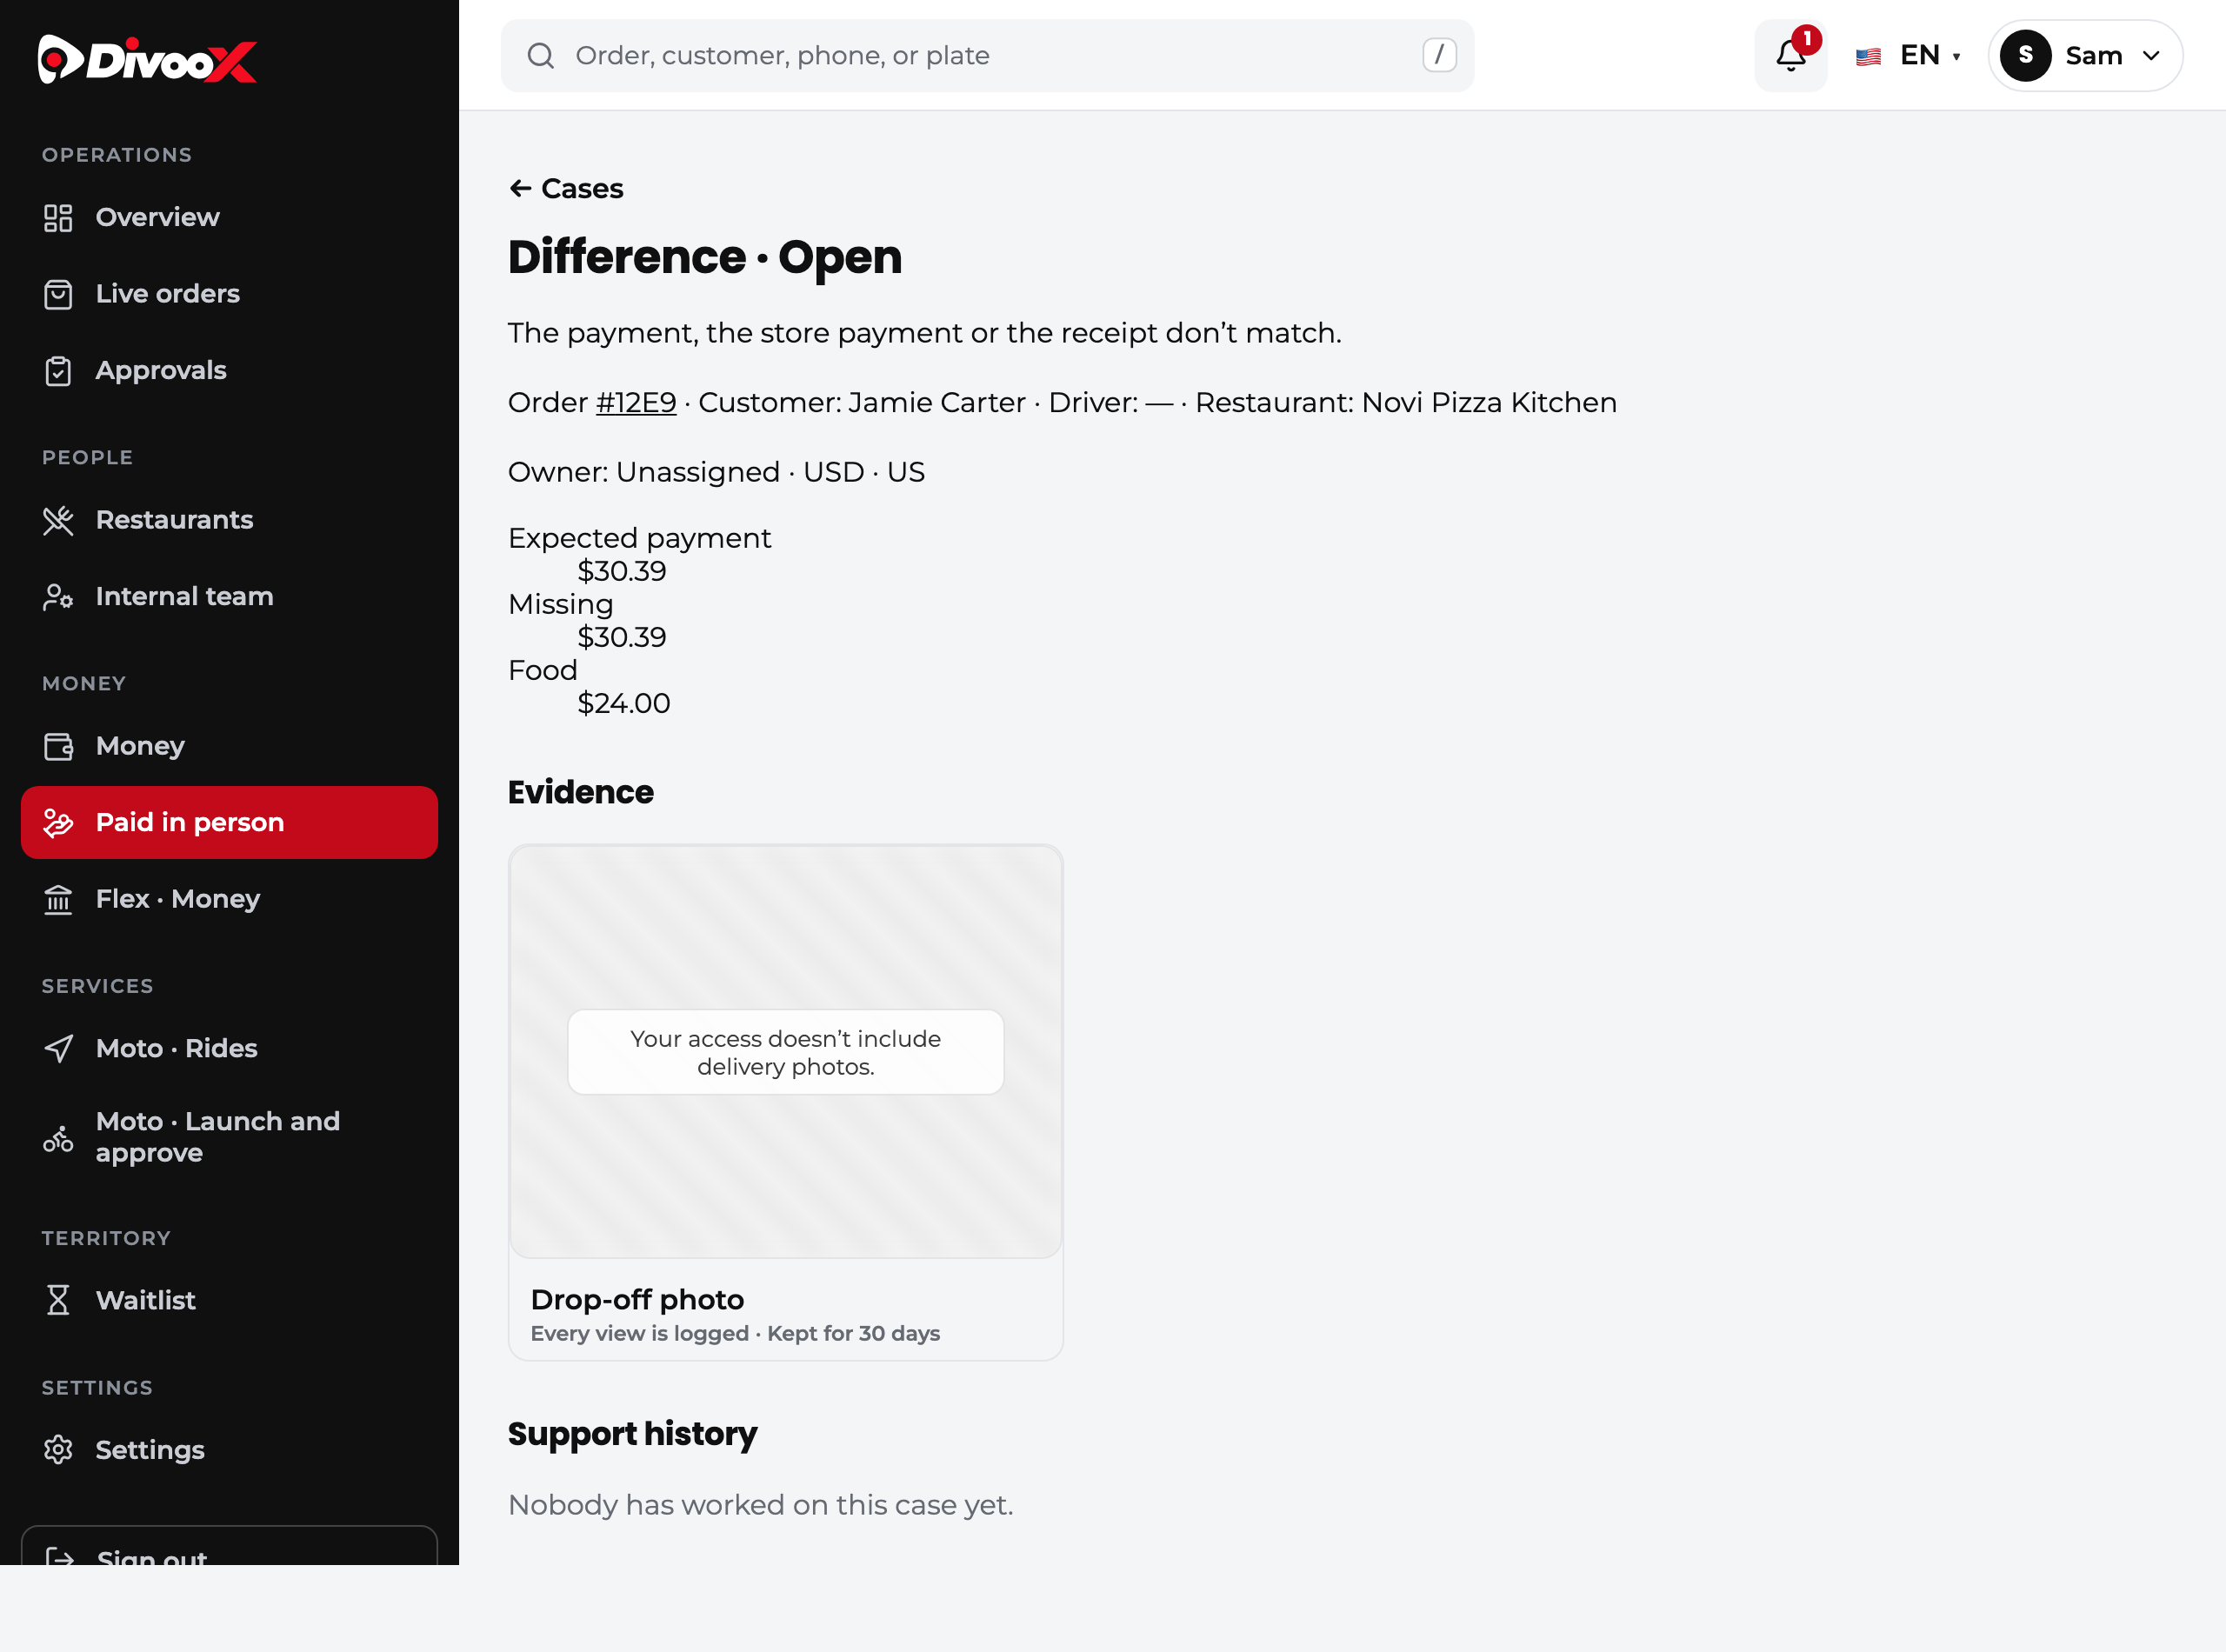 DivooX
Order, customer, phone, or plate
/
1
EN
S
Sam
OPERATIONS
Overview
Live orders
Approvals
PEOPLE
Restaurants
Internal team
MONEY
Money
Paid in person
Flex · Money
SERVICES
Moto · Rides
Moto · Launch and
approve
TERRITORY
Waitlist
SETTINGS
Settings
Sign out
Cases
Difference · Open
The payment, the store payment or the receipt don’t match.
Order #12E9 · Customer: Jamie Carter · Driver: — · Restaurant: Novi Pizza Kitchen
Owner: Unassigned · USD · US
Expected payment
$30.39
Missing
$30.39
Food
$24.00
Evidence
Your access doesn’t include
delivery photos.
Drop-off photo
Every view is logged · Kept for 30 days
Support history
Nobody has worked on this case yet.